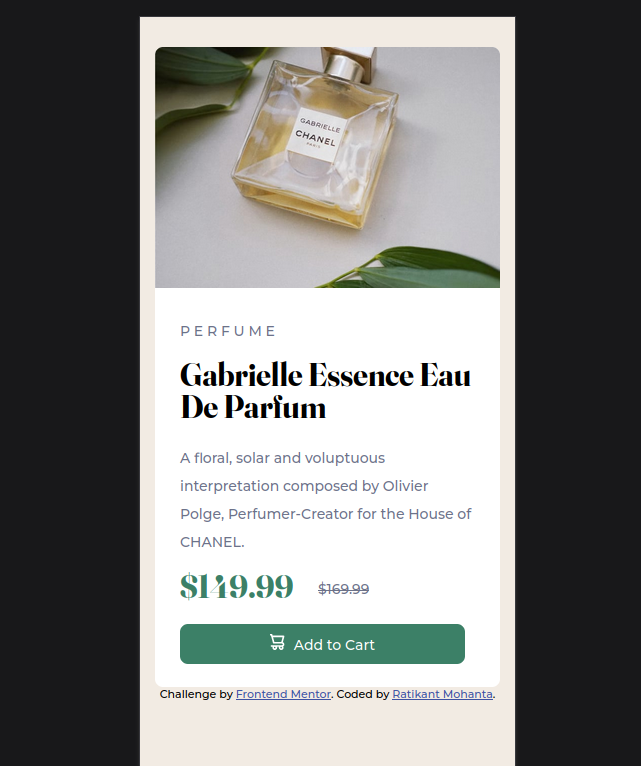 GABRIELLE
CHANEL
PARIS
PERFUME
Gabrielle Essence Eau
De Parfum
A floral, solar and voluptuous
interpretation composed by Olivier
Polge, Perfumer-Creator for the House of
CHANEL.
$149.99 $169.99
Add to Cart
Challenge by Frontend Mentor. Coded by Ratikant Mohanta.